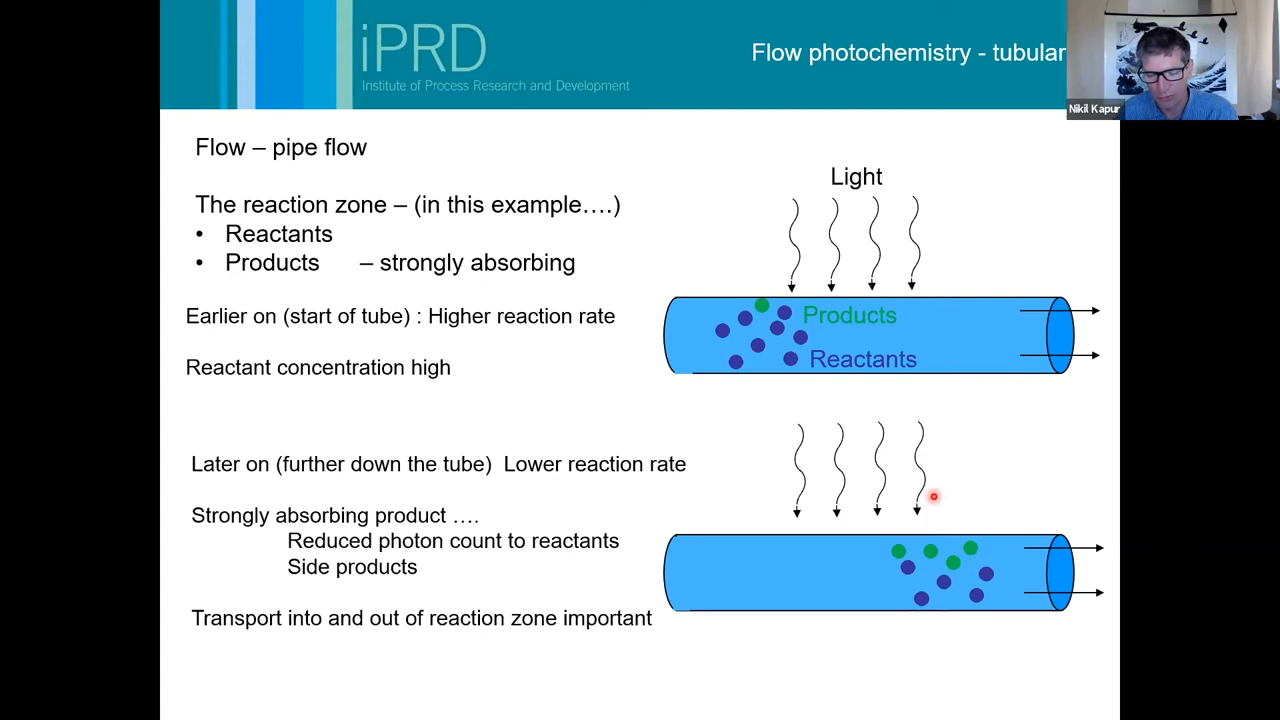 iPRD
Institute of Process Research and Development
Flow photochemistry - tubular
Nikil Kapur
Flow – pipe flow
The reaction zone – (in this example….)
• Reactants
• Products – strongly absorbing
Earlier on (start of tube) : Higher reaction rate
Reactant concentration high
Light
Products
Reactants
Later on (further down the tube) Lower reaction rate
Strongly absorbing product ….
Reduced photon count to reactants
Side products
Transport into and out of reaction zone important